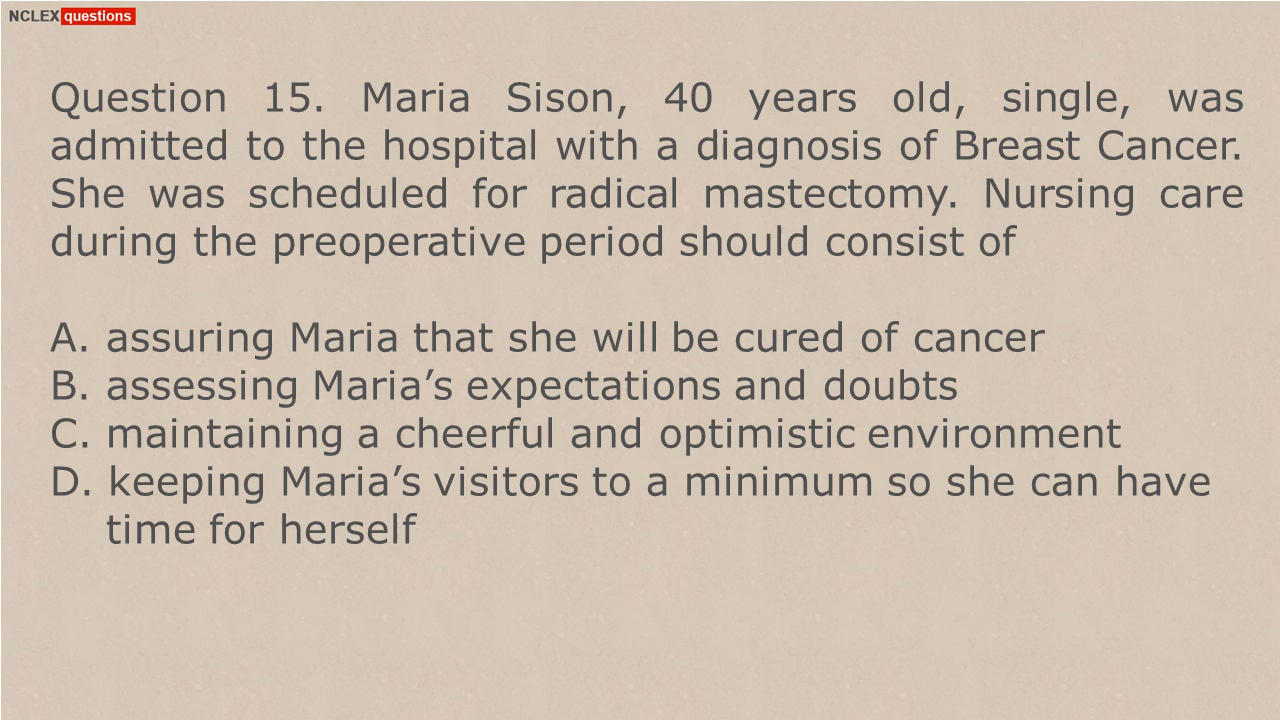 NCLEX questions
Question 15. Maria Sison, 40 years old, single, was
admitted to the hospital with a diagnosis of Breast Cancer.
She was scheduled for radical mastectomy. Nursing care
during the preoperative period should consist of
A. assuring Maria that she will be cured of cancer
B. assessing Maria’s expectations and doubts
C. maintaining a cheerful and optimistic environment
D. keeping Maria’s visitors to a minimum so she can have
time for herself